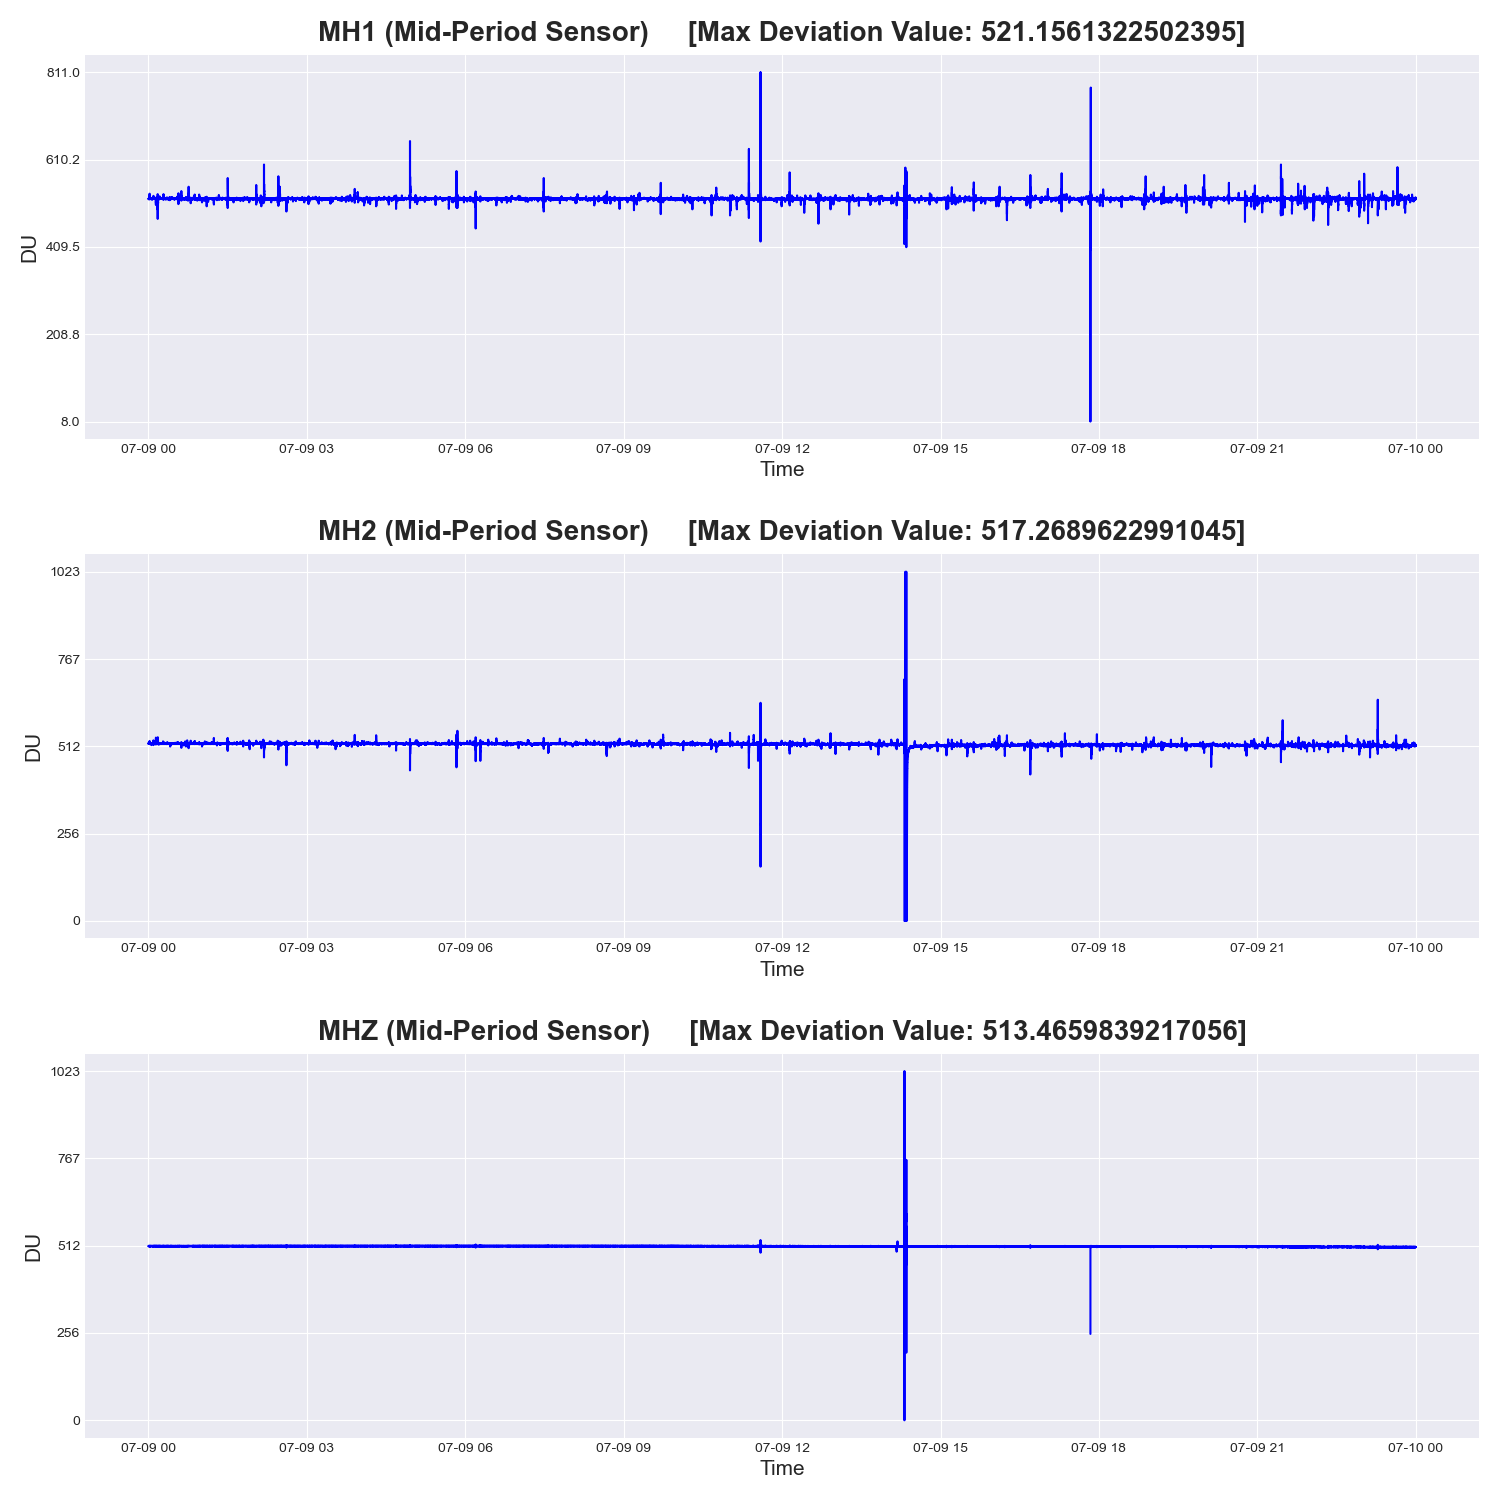 MH1 (Mid-Period Sensor) [Max Deviation Value: 521.1561322502395]
811.0
610.2
409.5
208.8
8.0
DU
07-09 00 07-09 03 07-09 06 07-09 09 07-09 12 07-09 15 07-09 18 07-09 21 07-10 00
Time
MH2 (Mid-Period Sensor) [Max Deviation Value: 517.2689622991045]
1023
767
512
256
0
DU
07-09 00 07-09 03 07-09 06 07-09 09 07-09 12 07-09 15 07-09 18 07-09 21 07-10 00
Time
MHZ (Mid-Period Sensor) [Max Deviation Value: 513.4659839217056]
1023
767
512
256
0
DU
07-09 00 07-09 03 07-09 06 07-09 09 07-09 12 07-09 15 07-09 18 07-09 21 07-10 00
Time